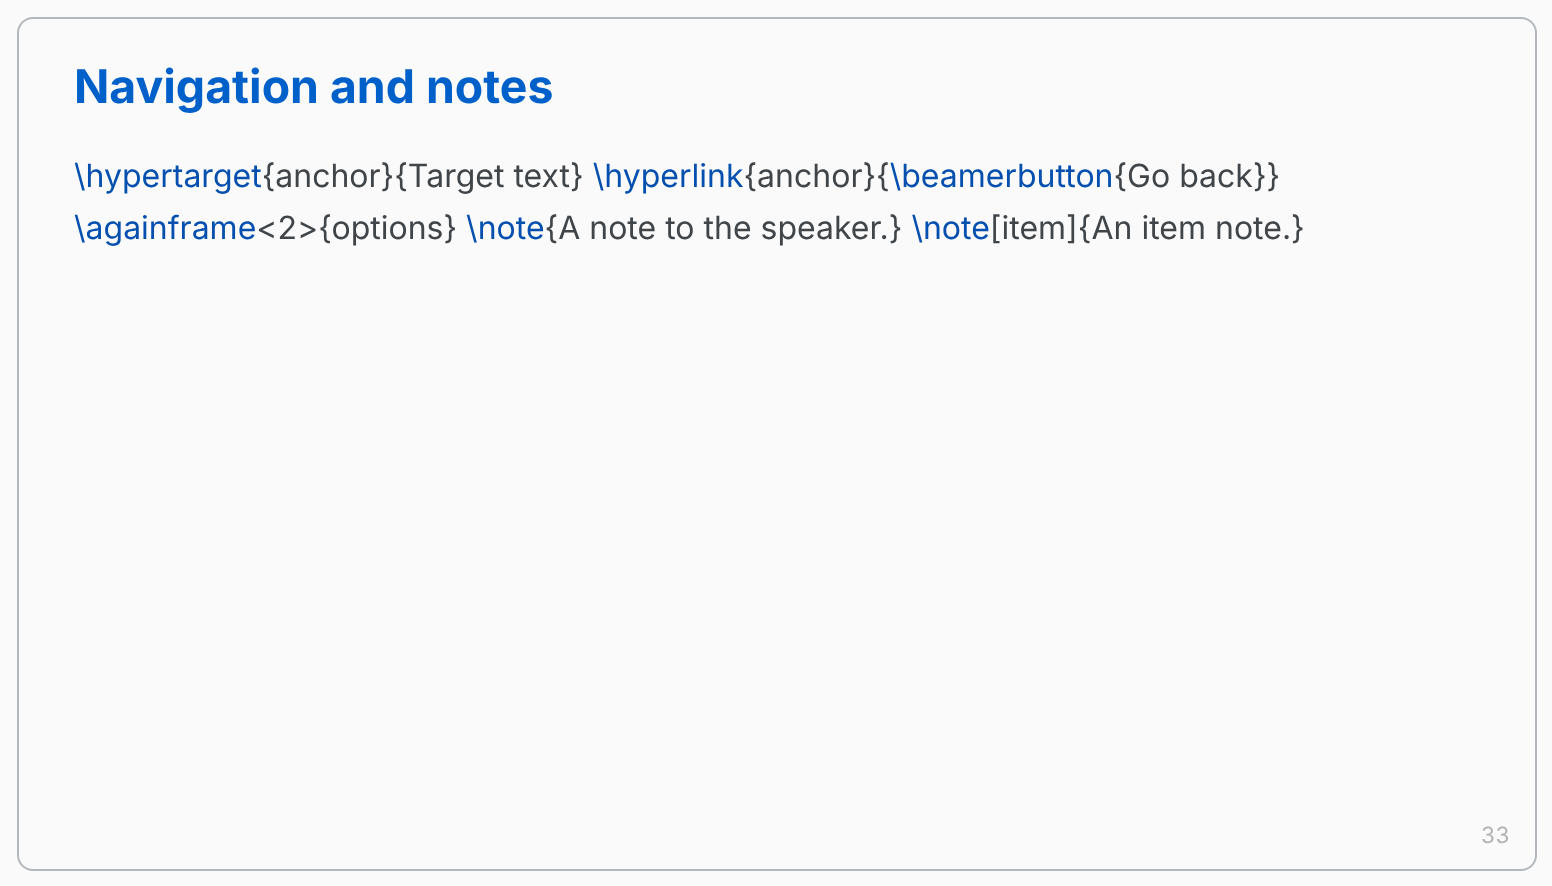 Navigation and notes
\hypertarget{anchor}{Target text} \hyperlink{anchor}{\beamerbutton{Go back}}
\againframe<2>{options} \note{A note to the speaker.} \note[item]{An item note.}
33